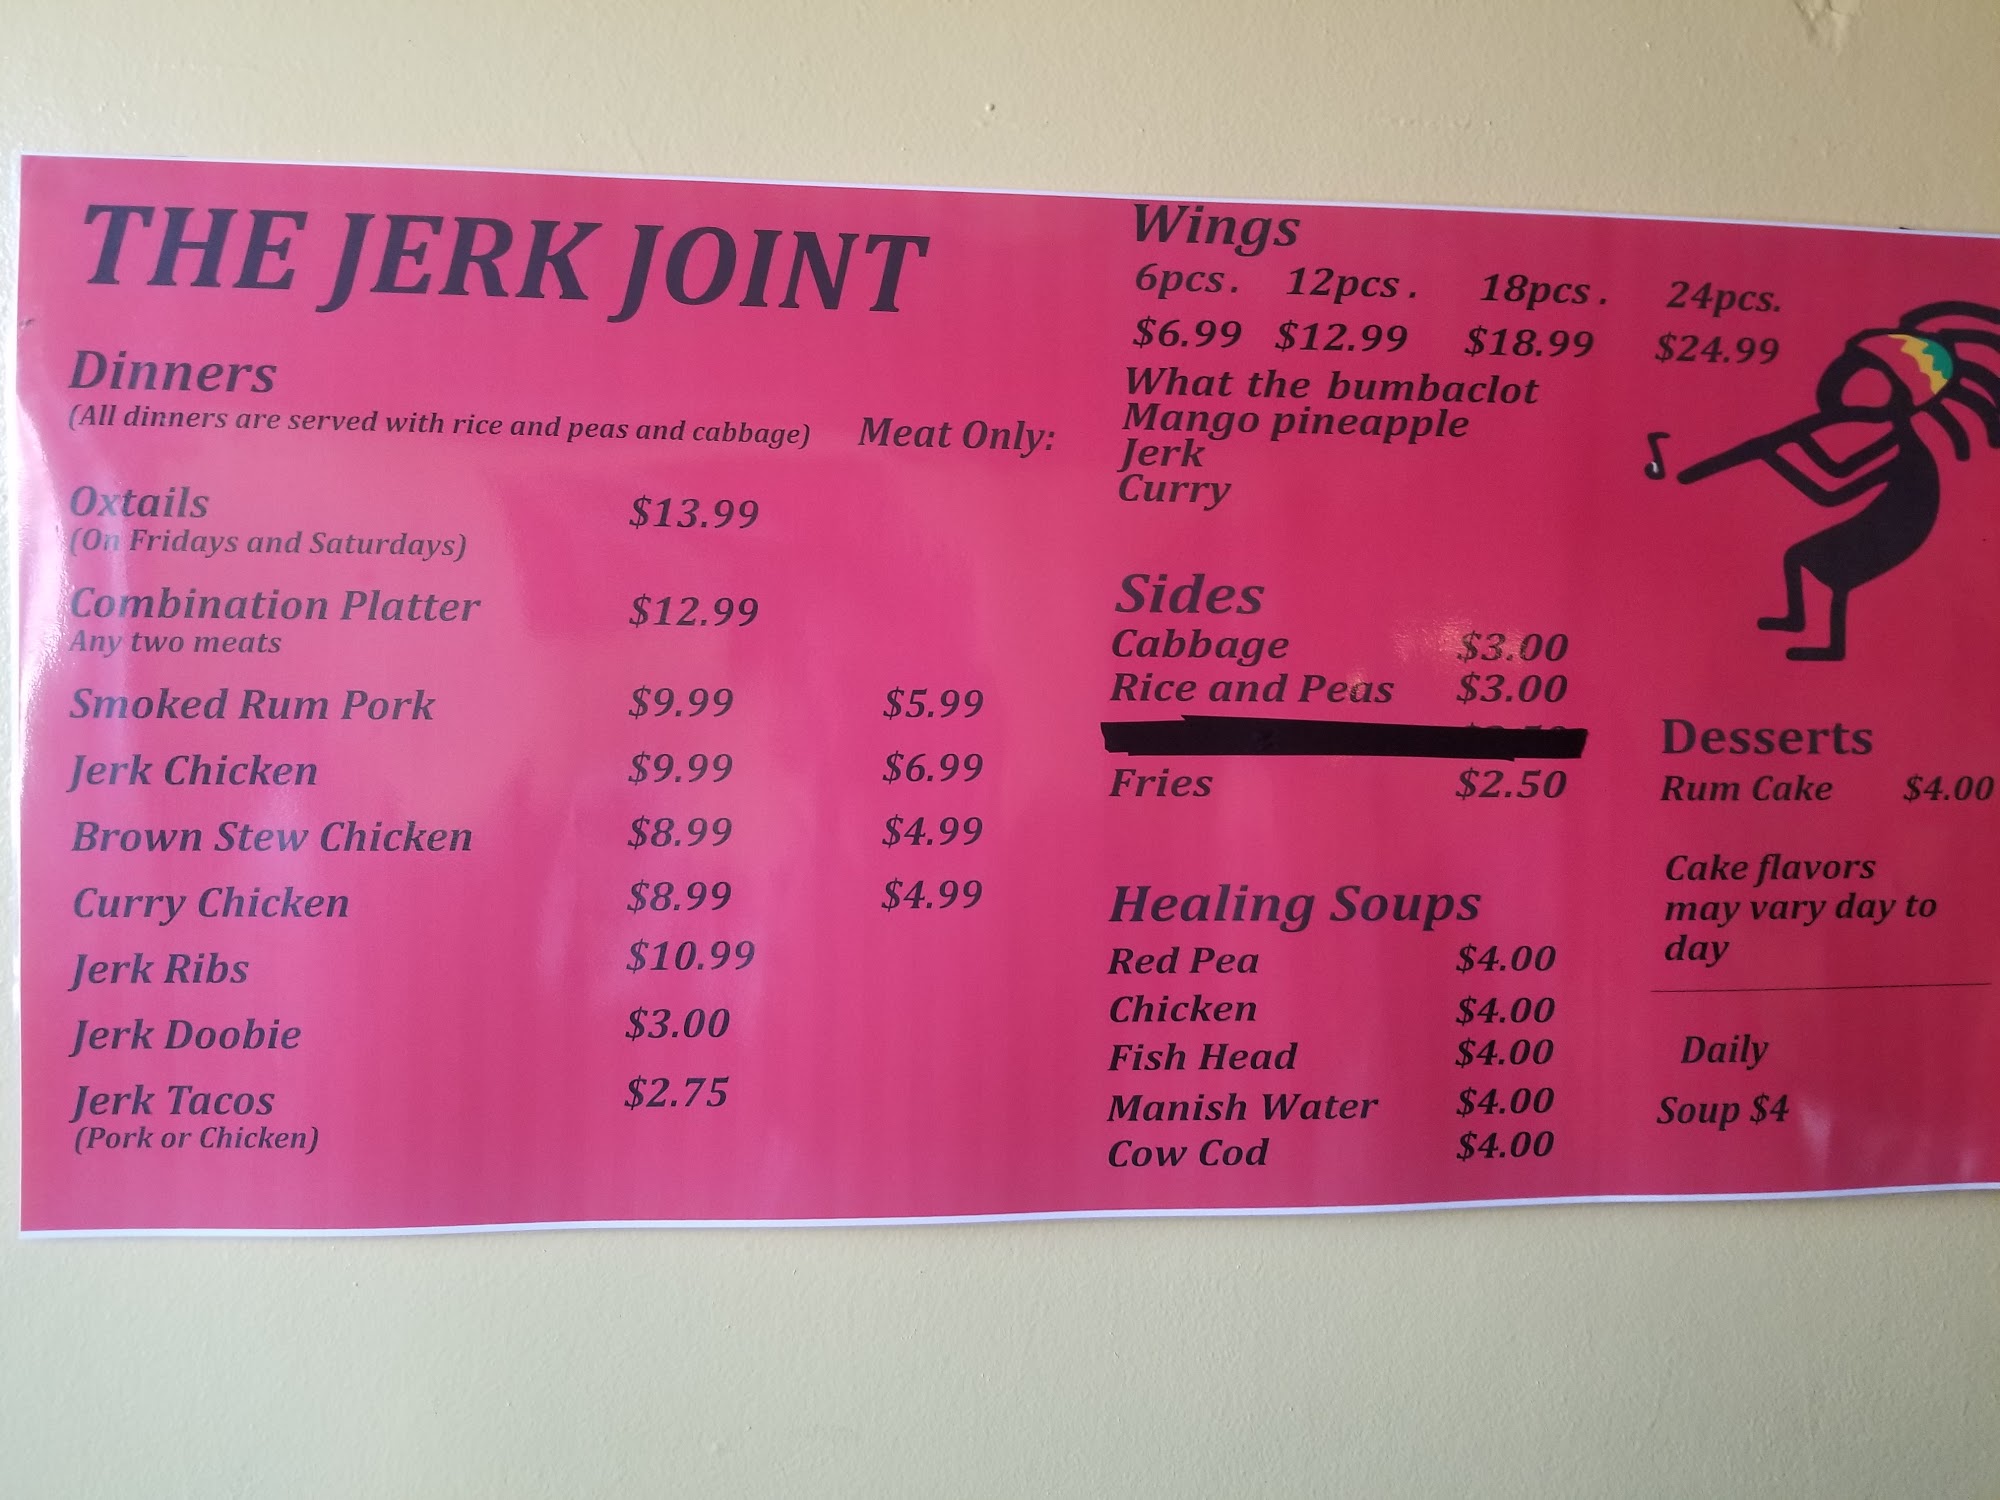 THE JERK JOINT
Dinners
(All dinners are served with rice and peas and cabbage) Meat Only:
Oxtails $13.99
(On Fridays and Saturdays)
Combination Platter $12.99
Any two meats
Smoked Rum Pork $9.99 $5.99
Jerk Chicken $9.99 $6.99
Brown Stew Chicken $8.99 $4.99
Curry Chicken $8.99 $4.99
Jerk Ribs $10.99
Jerk Doobie $3.00
Jerk Tacos $2.75
(Pork or Chicken)
Wings
6pcs. 12pcs. 18pcs. 24pcs.
$6.99 $12.99 $18.99 $24.99
What the bumbaclot
Mango pineapple
Jerk
Curry
Sides
Cabbage $3.00
Rice and Peas $3.00
Fries $2.50
Healing Soups
Red Pea $4.00
Chicken $4.00
Fish Head $4.00
Manish Water $4.00
Cow Cod $4.00
Desserts
Rum Cake $4.00
Cake flavors
may vary day to
day
Daily
Soup $4